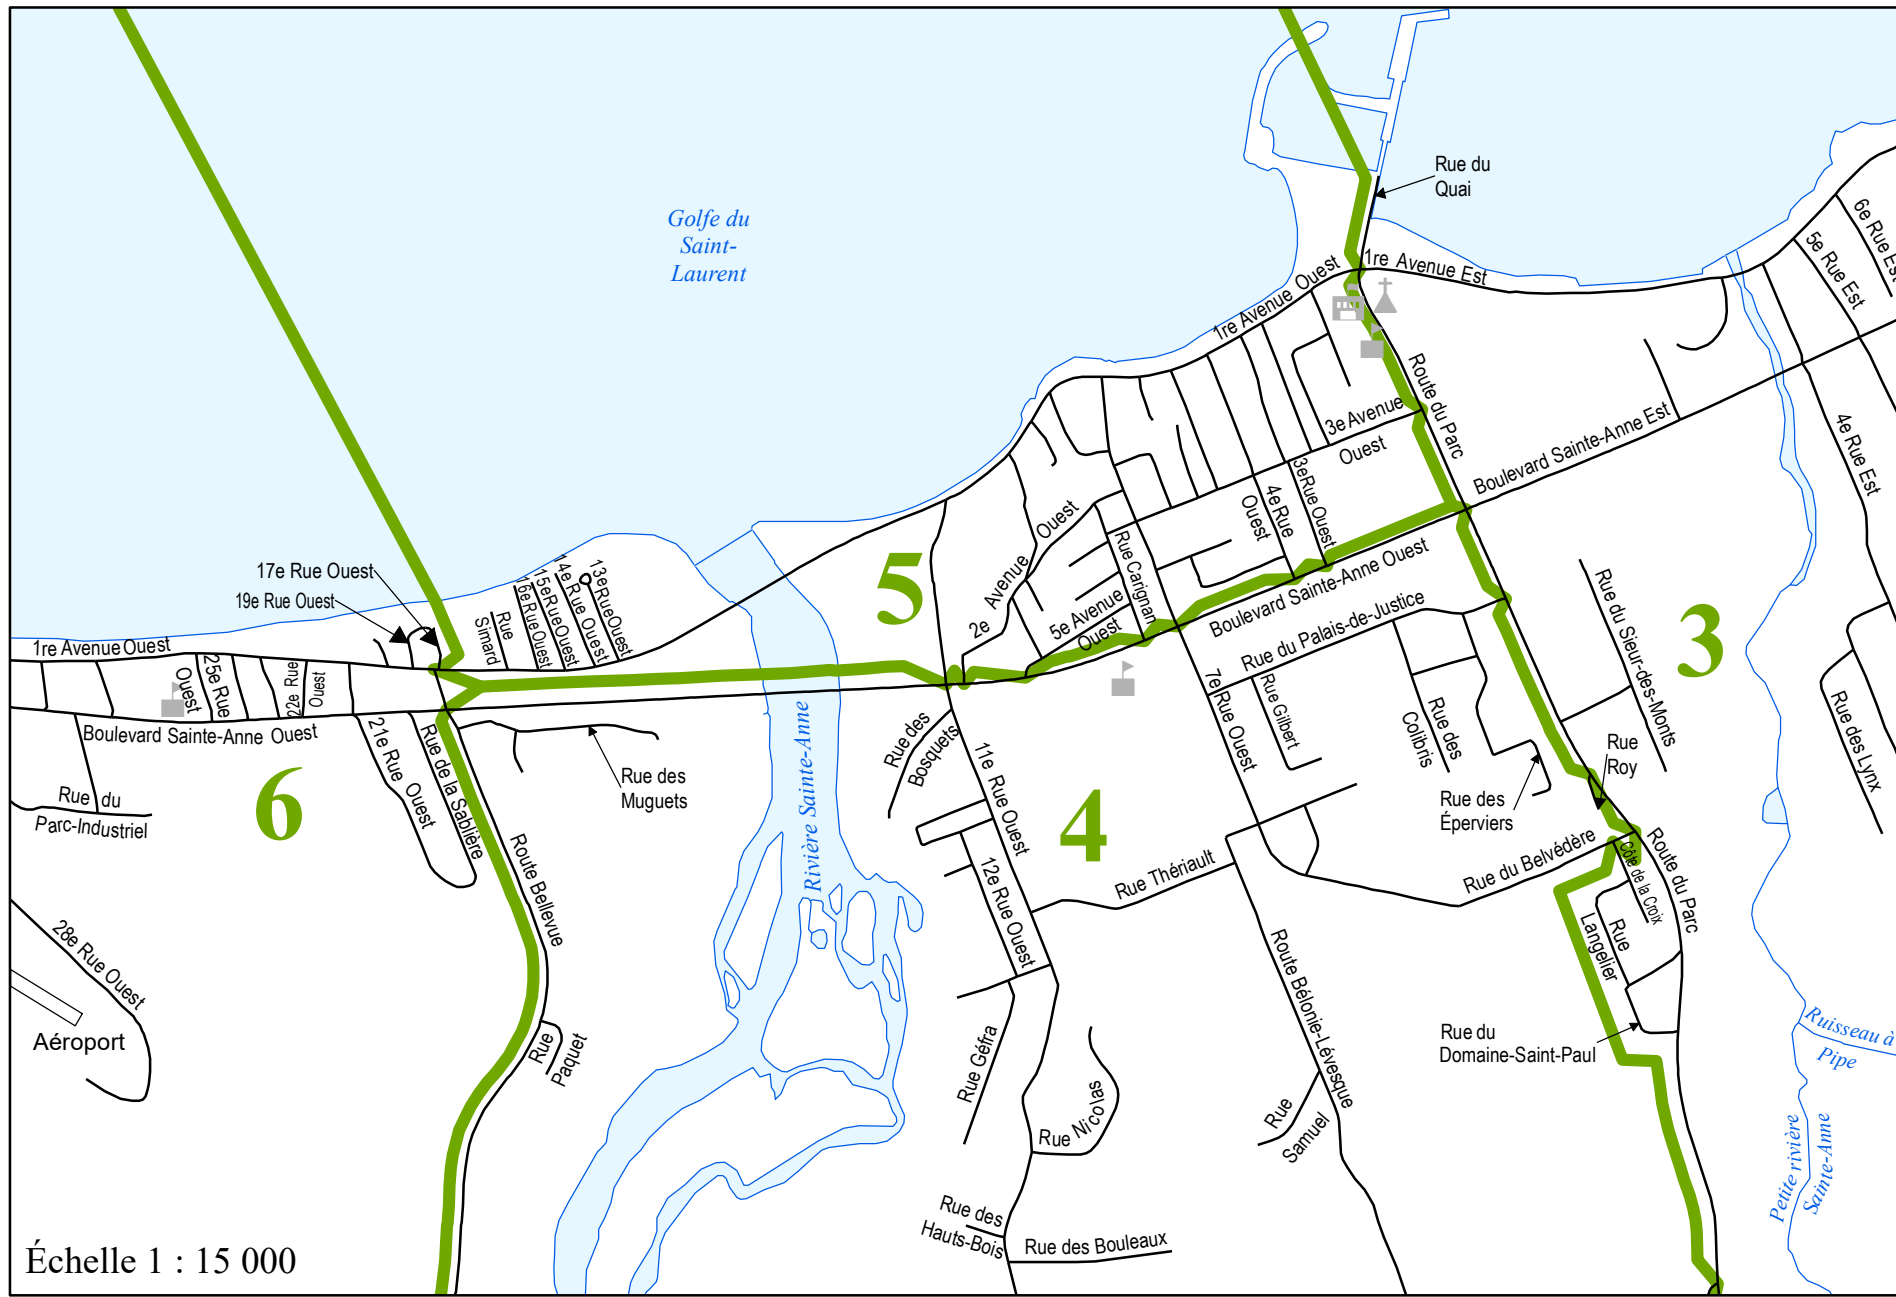 Golfe du
Saint-
Laurent
Rue du
Quai
1re Avenue Est
1re Avenue Ouest
6e Rue Est
5e Rue Est
4e Rue Est
Route du Parc
3e Avenue
Ouest
Boulevard Sainte-Anne Est
3e Rue Ouest
4e Rue
Ouest
Boulevard Sainte-Anne Ouest
Rue Carignan
2e
Avenue
Ouest
5e Avenue
Ouest
5
17e Rue Ouest
19e Rue Ouest
13e Rue Ouest
14e Rue Ouest
15e Rue Ouest
16e Rue Ouest
Rue
Simard
1re Avenue Ouest
25e Rue
Ouest
22e Rue
Ouest
Boulevard Sainte-Anne Ouest
21e Rue Ouest
Rue de la Sablière
Route Bellevue
Rue des
Muguets
Rue du
Parc-Industriel
6
28e Rue Ouest
Aéroport
Rue
Paquet
Rivière Sainte-Anne
Rue des
Bosquets
11e Rue Ouest
12e Rue Ouest
4
Rue Thériault
Rue du Palais-de-Justice
7e Rue Ouest
Rue Gilbert
Rue des
Colibris
Rue des
Éperviers
Rue
Roy
Rue du Sieur-des-Monts
3
Rue des Lynx
Rue du Belvédère
Côte de la Croix
Route du Parc
Rue
Langelier
Rue du
Domaine-Saint-Paul
Route Bélonie-Lévesque
Rue
Samuel
Rue Géfra
Rue Nicolas
Rue des
Hauts-Bois
Rue des Bouleaux
Ruisseau à
Pipe
Petite rivière
Sainte-Anne
Échelle 1 : 15 000